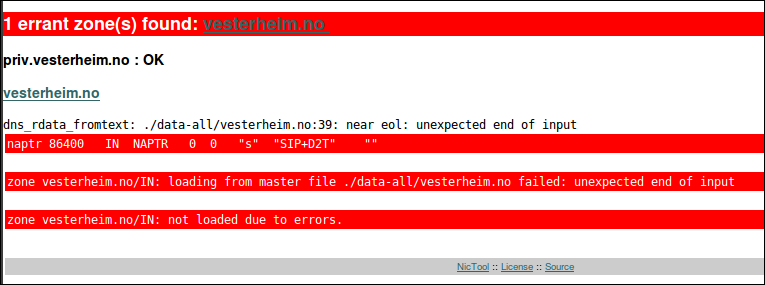 1 errant zone(s) found: vesterheim.no
priv.vesterheim.no : OK
vesterheim.no
dns_rdata_fromtext: ./data-all/vesterheim.no:39: near eol: unexpected end of input
naptr 86400   IN  NAPTR   0  0   "s"  "SIP+D2T"    ""
zone vesterheim.no/IN: loading from master file ./data-all/vesterheim.no failed: unexpected end of input
zone vesterheim.no/IN: not loaded due to errors.
NicTool :: License :: Source